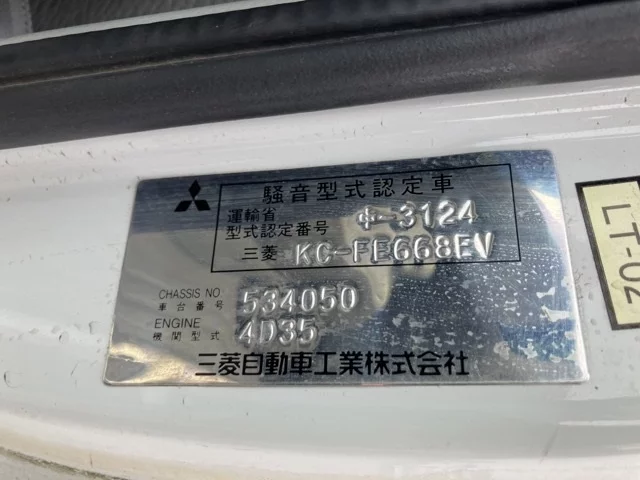 騒音型式認定車
運輸省
型式認定番号 中-3124
三菱 KC-FE668EV
CHASSIS NO
車台番号 534050
ENGINE
機関型式 4D35
三菱自動車工業株式会社
LT-02